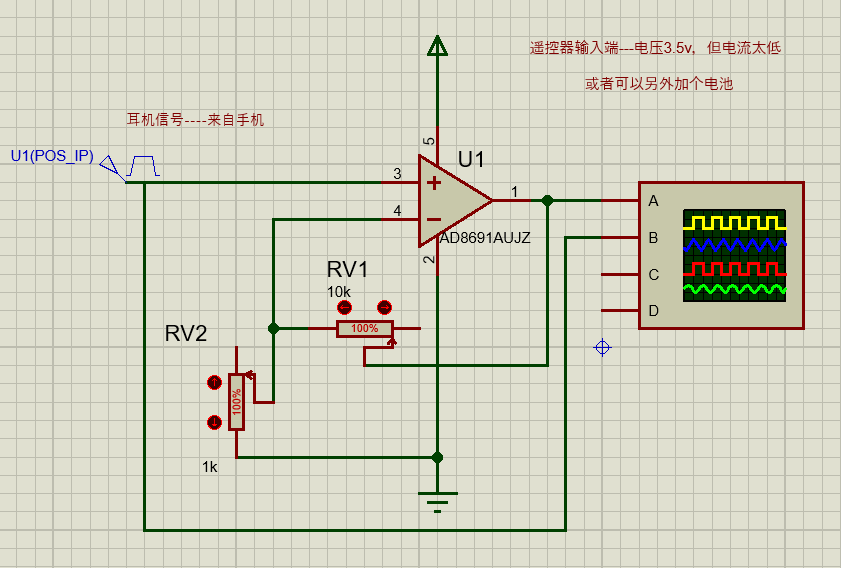 遥控器输入端---电压3.5v，但电流太低
或者可以另外加个电池
耳机信号----来自手机
U1(POS_IP)
5
U1
3
4
1
AD8691AUJZ
2
A
B
C
D
RV1
10k
100%
RV2
100%
1k